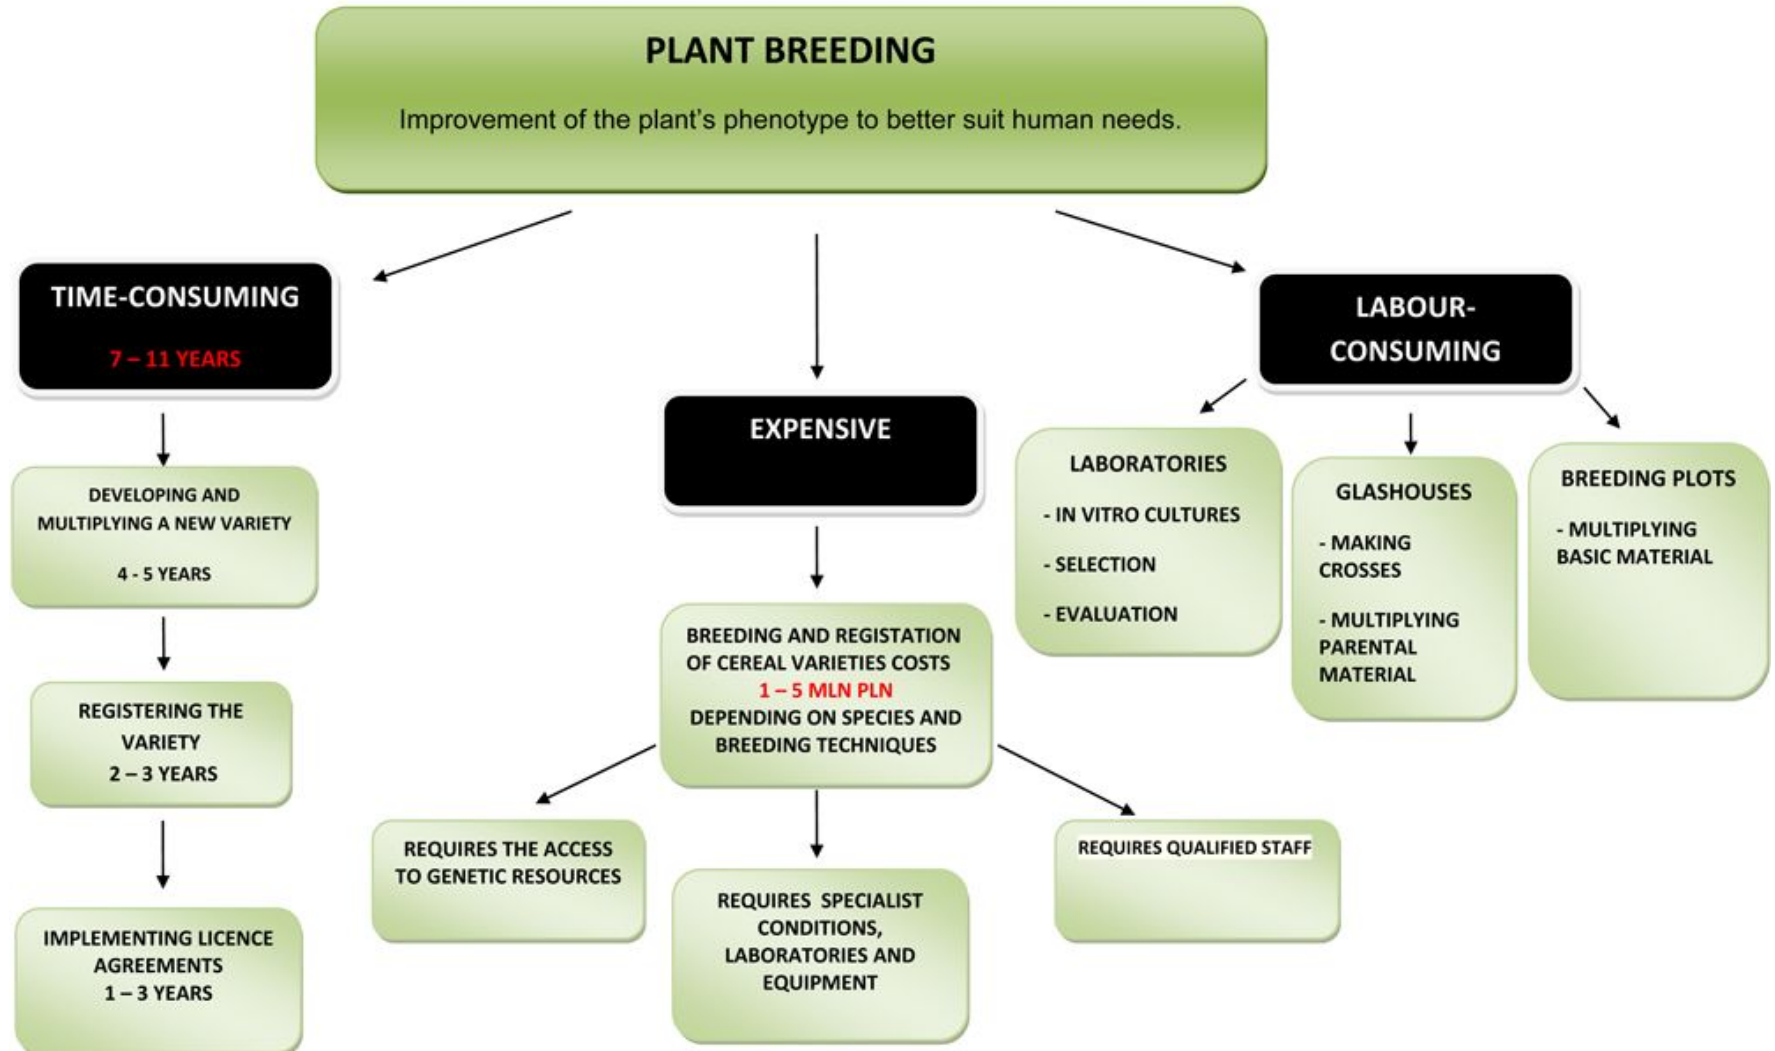 PLANT BREEDING
Improvement of the plant's phenotype to better suit human needs.
TIME-CONSUMING
7 – 11 YEARS
DEVELOPING AND
MULTIPLYING A NEW VARIETY
4 - 5 YEARS
REGISTERING THE
VARIETY
2 – 3 YEARS
IMPLEMENTING LICENCE
AGREEMENTS
1 – 3 YEARS
EXPENSIVE
BREEDING AND REGISTATION
OF CEREAL VARIETIES COSTS
1 – 5 MLN PLN
DEPENDING ON SPECIES AND
BREEDING TECHNIQUES
REQUIRES THE ACCESS
TO GENETIC RESOURCES
REQUIRES SPECIALIST
CONDITIONS,
LABORATORIES AND
EQUIPMENT
REQUIRES QUALIFIED STAFF
LABOUR-
CONSUMING
LABORATORIES
- IN VITRO CULTURES
- SELECTION
- EVALUATION
GLASHOUSES
- MAKING
CROSSES
- MULTIPLYING
PARENTAL
MATERIAL
BREEDING PLOTS
- MULTIPLYING
BASIC MATERIAL